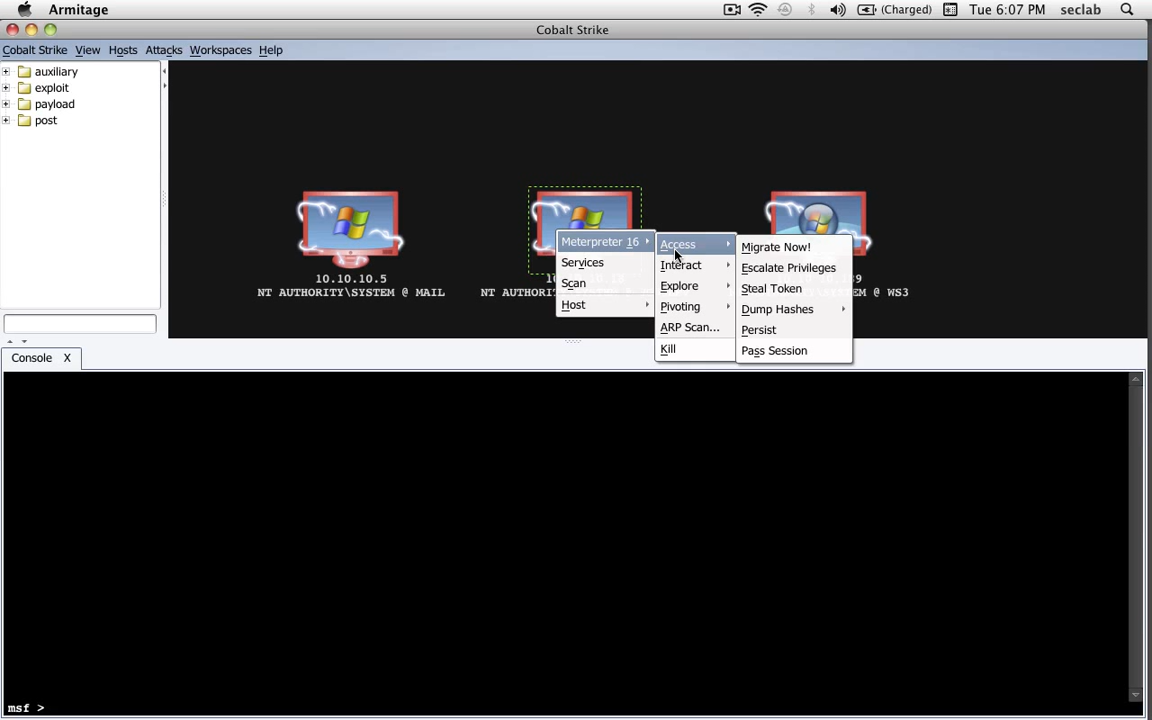 Armitage
(Charged)
Tue 6:07 PM
seclab
Cobalt Strike
Cobalt Strike View Hosts Attacks Workspaces Help
auxiliary
exploit
payload
post
Meterpreter 16
Services
Scan
Host
Access
Interact
Explore
Pivoting
ARP Scan...
Kill
Migrate Now!
Escalate Privileges
Steal Token
Dump Hashes
Persist
Pass Session
10.10.10.5
NT AUTHORITY\SYSTEM @ MAIL
@ WS3
Console X
msf >